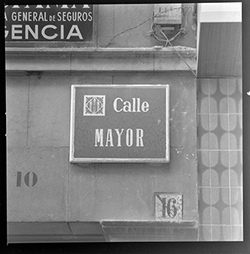 A GENERAL DE SEGUROS
GENCIA
Calle
MAYOR
10
16